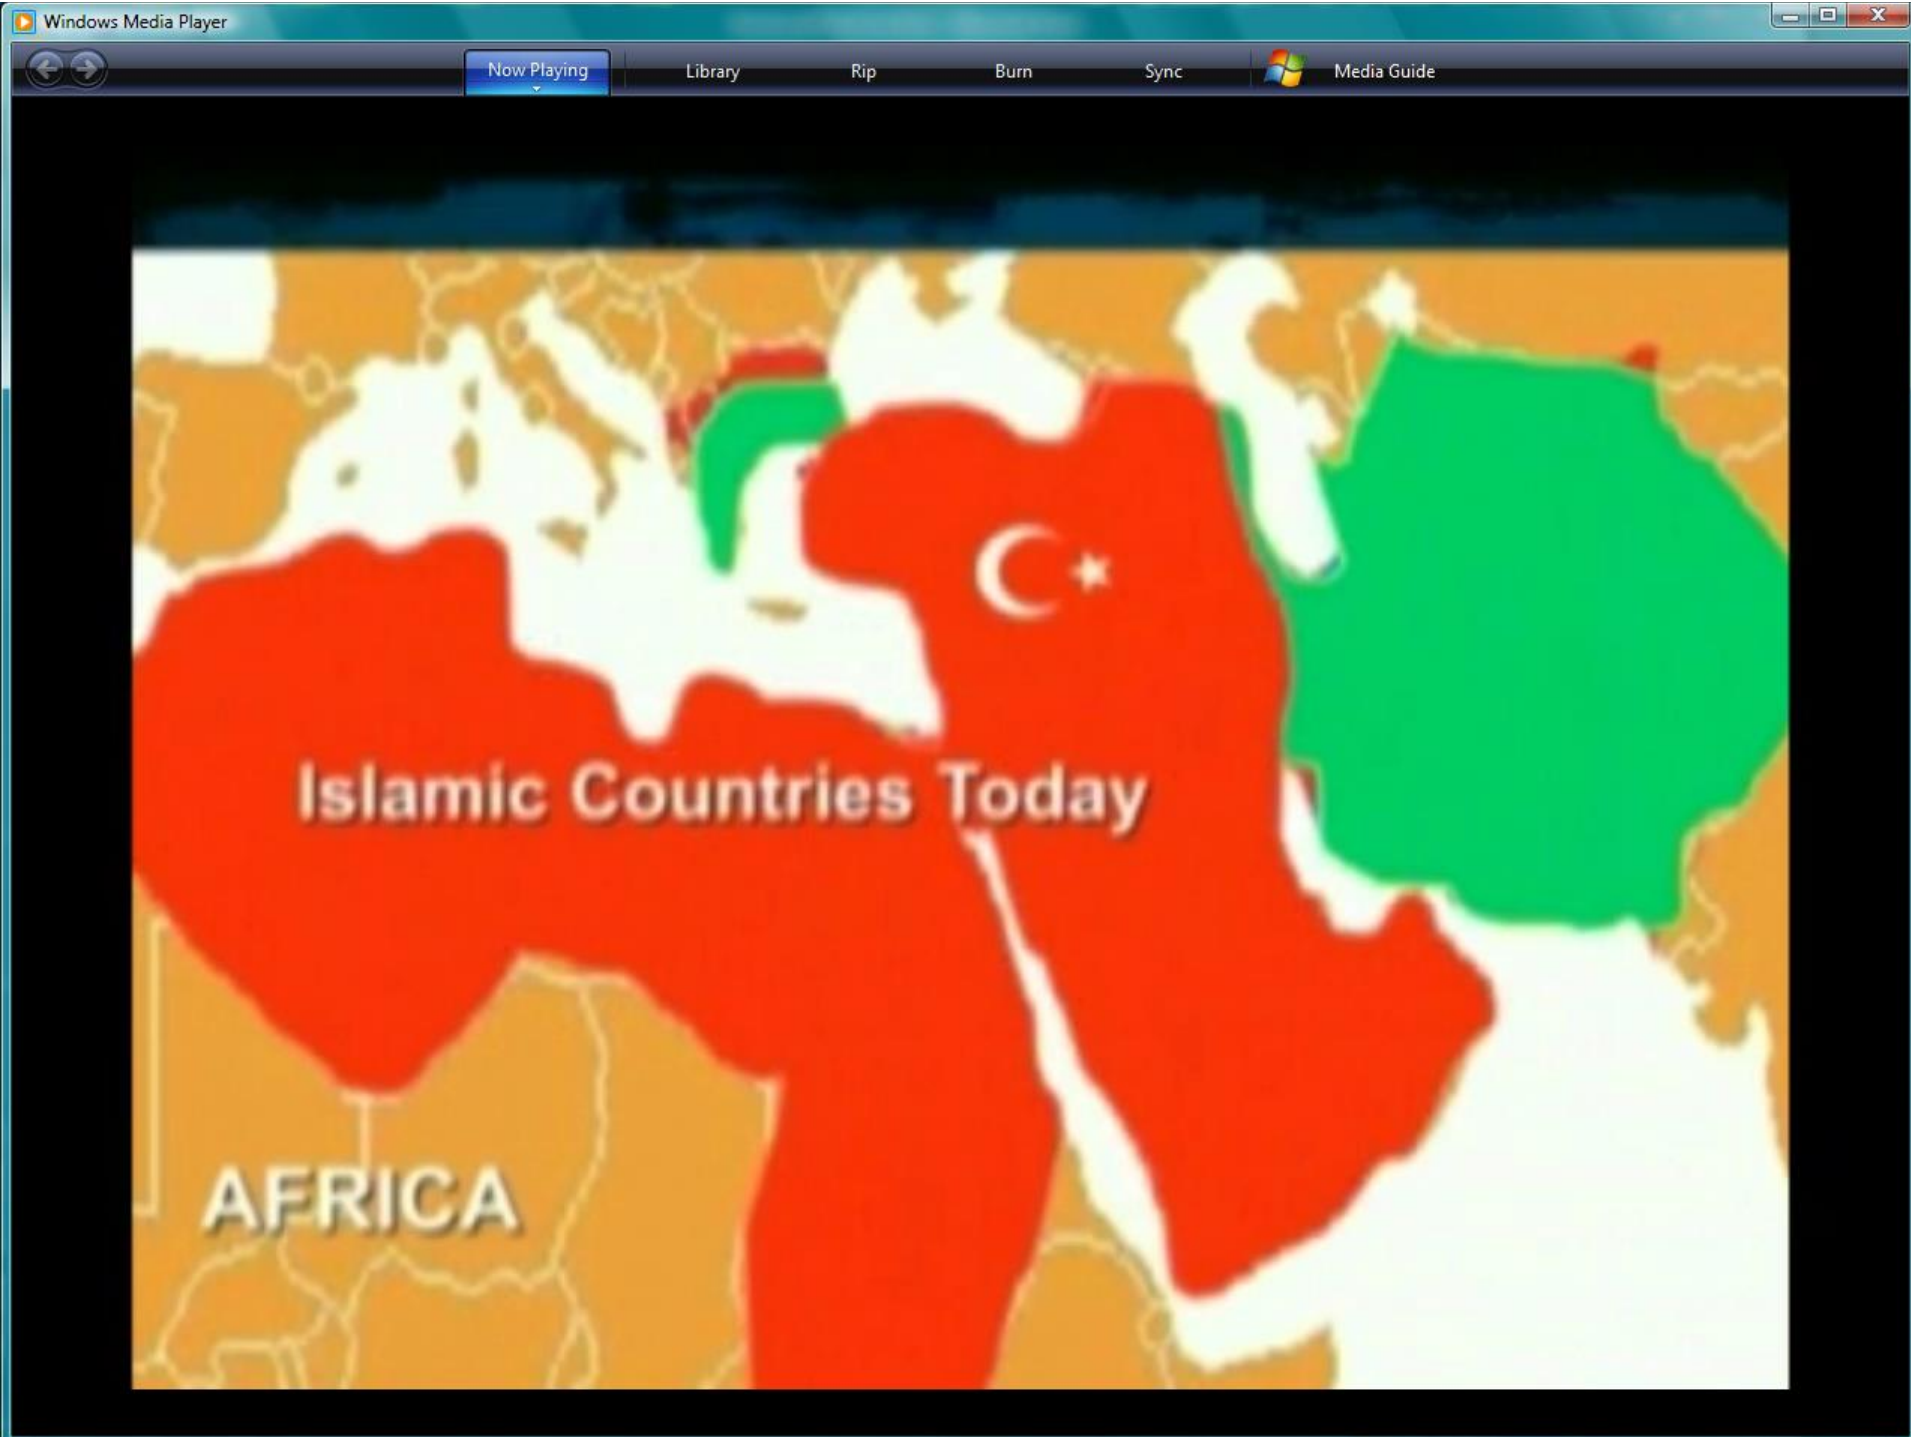 Windows Media Player
Now Playing
Library
Rip
Burn
Sync
Media Guide
Islamic Countries Today
AFRICA